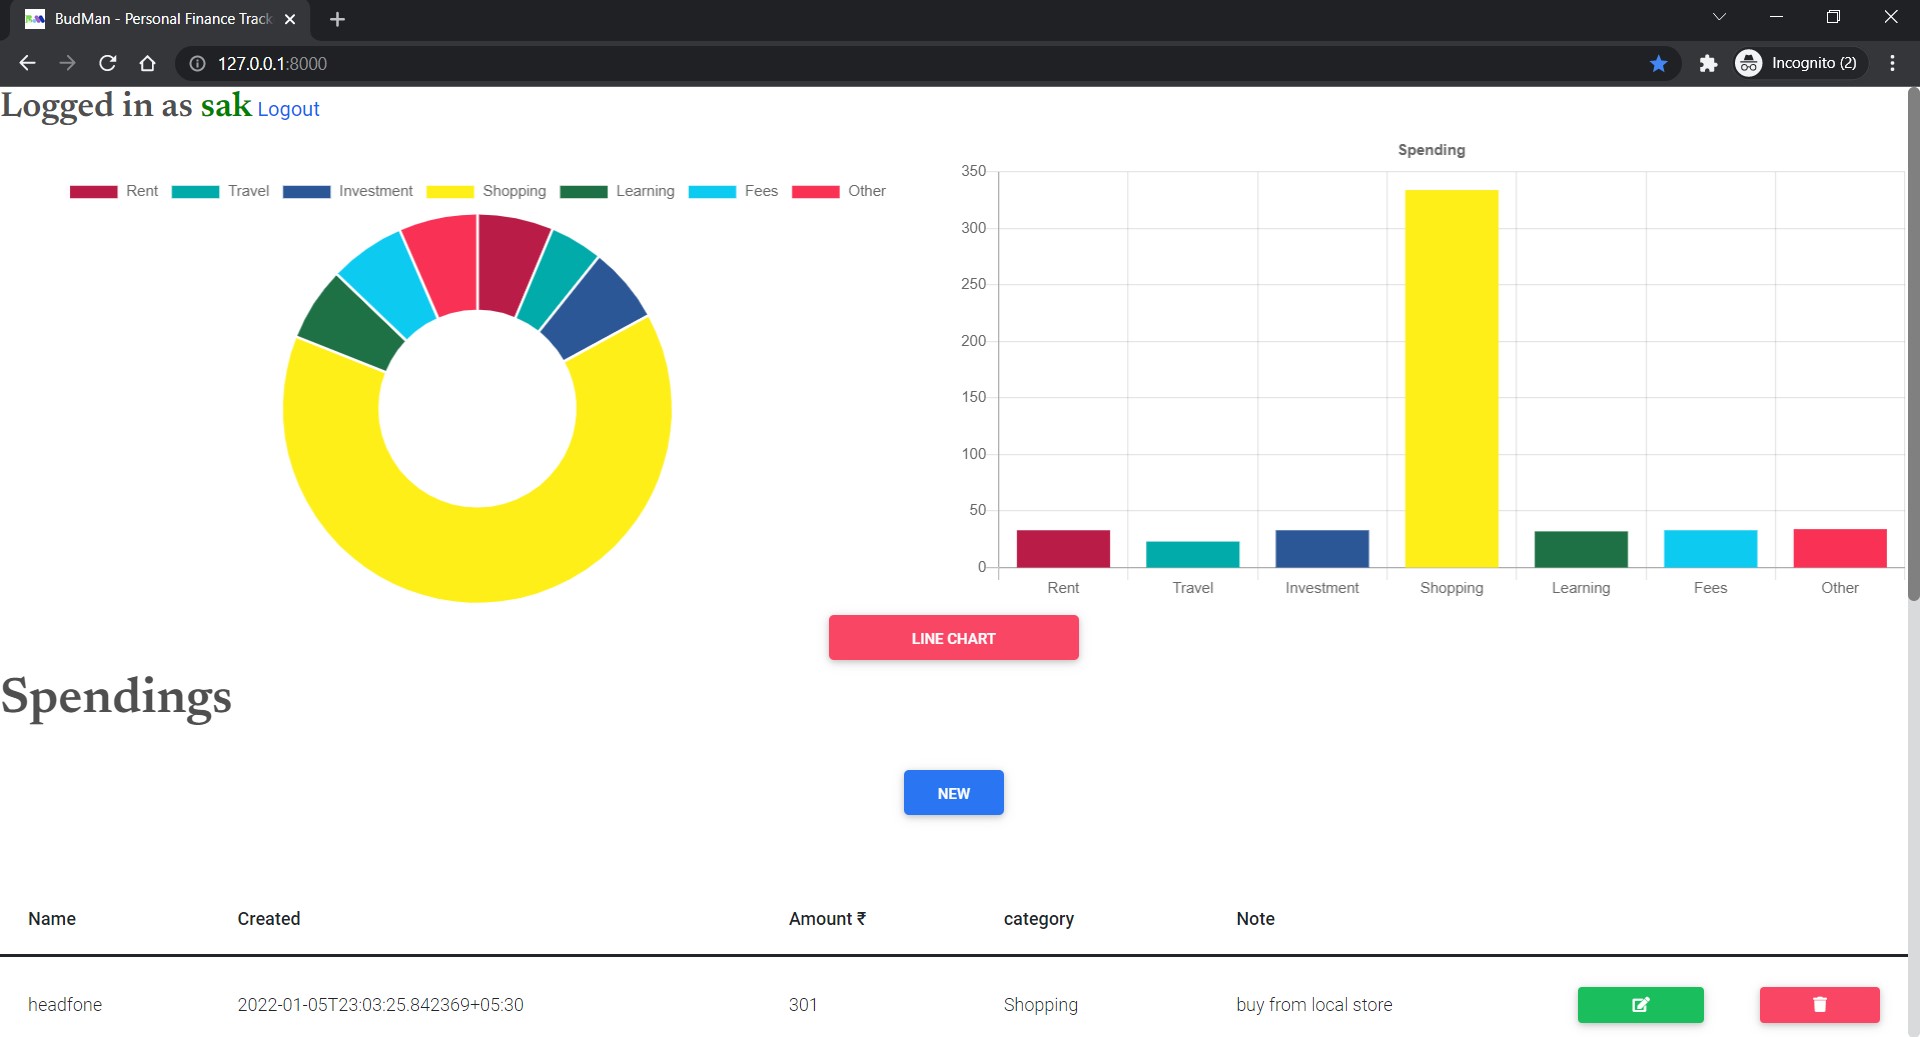 BudMan - Personal Finance Track
127.0.0.1:8000
Incognito (2)
Logged in as sak Logout
Rent Travel Investment Shopping Learning Fees Other
Spending
350
300
250
200
150
100
50
0
Rent Travel Investment Shopping Learning Fees Other
LINE CHART
Spendings
NEW
Name Created Amount ₹ category Note
headfone 2022-01-05T23:03:25.842369+05:30 301 Shopping buy from local store